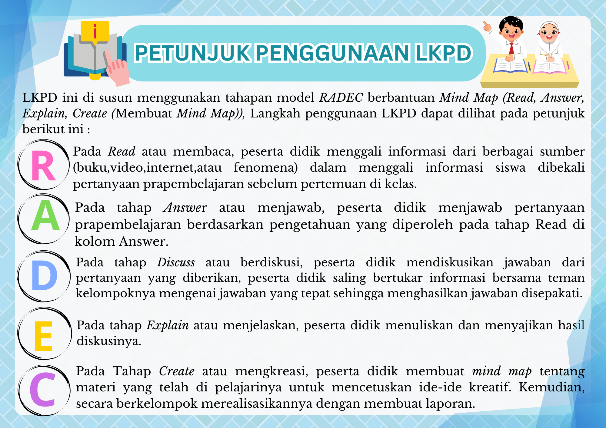 i
PETUNJUK PENGGUNAAN LKPD
LKPD ini di susun menggunakan tahapan model RADEC berbantuan Mind Map (Read, Answer,
Explain, Create (Membuat Mind Map)), Langkah penggunaan LKPD dapat dilihat pada petunjuk
berikut ini :
R
Pada Read atau membaca, peserta didik menggali informasi dari berbagai sumber
(buku,video,internet,atau fenomena) dalam menggali informasi siswa dibekali
pertanyaan prapembelajaran sebelum pertemuan di kelas.
A
Pada tahap Answer atau menjawab, peserta didik menjawab pertanyaan
prapembelajaran berdasarkan pengetahuan yang diperoleh pada tahap Read di
kolom Answer.
D
Pada tahap Discuss atau berdiskusi, peserta didik mendiskusikan jawaban dari
pertanyaan yang diberikan, peserta didik saling bertukar informasi bersama teman
kelompoknya mengenai jawaban yang tepat sehingga menghasilkan jawaban disepakati.
E
Pada tahap Explain atau menjelaskan, peserta didik menuliskan dan menyajikan hasil
diskusinya.
C
Pada Tahap Create atau mengkreasi, peserta didik membuat mind map tentang
materi yang telah di pelajarinya untuk mencetuskan ide-ide kreatif. Kemudian,
secara berkelompok merealisasikannya dengan membuat laporan.